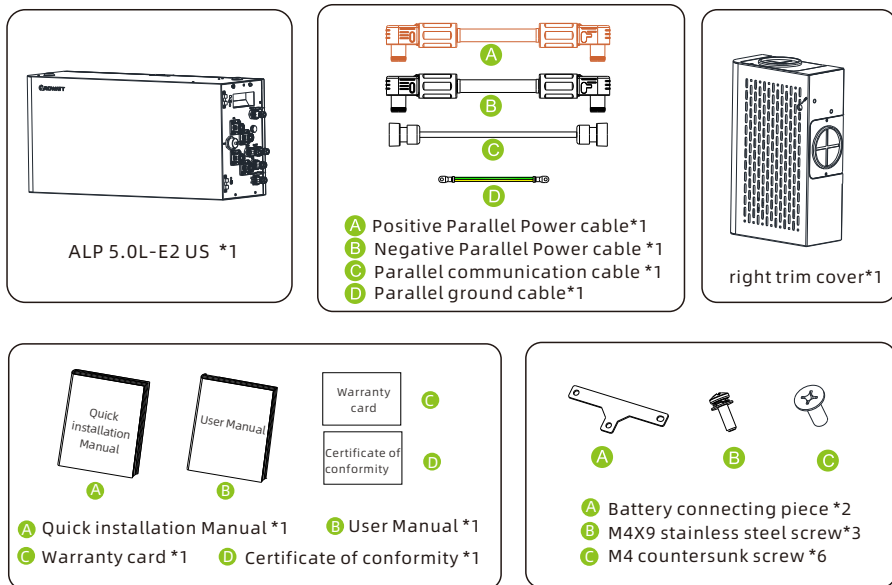 GROWATT
ALP 5.0L-E2 US *1
A
B
C
D
A Positive Parallel Power cable*1
B Negative Parallel Power cable *1
C Parallel communication cable *1
D Parallel ground cable*1
right trim cover*1
Quick
installation
Manual
User Manual
Warranty
card
C
Certificate of
conformity
D
A
B
A Quick installation Manual *1
B User Manual *1
C Warranty card *1
D Certificate of conformity *1
A
B
C
A Battery connecting piece *2
B M4X9 stainless steel screw*3
C M4 countersunk screw *6